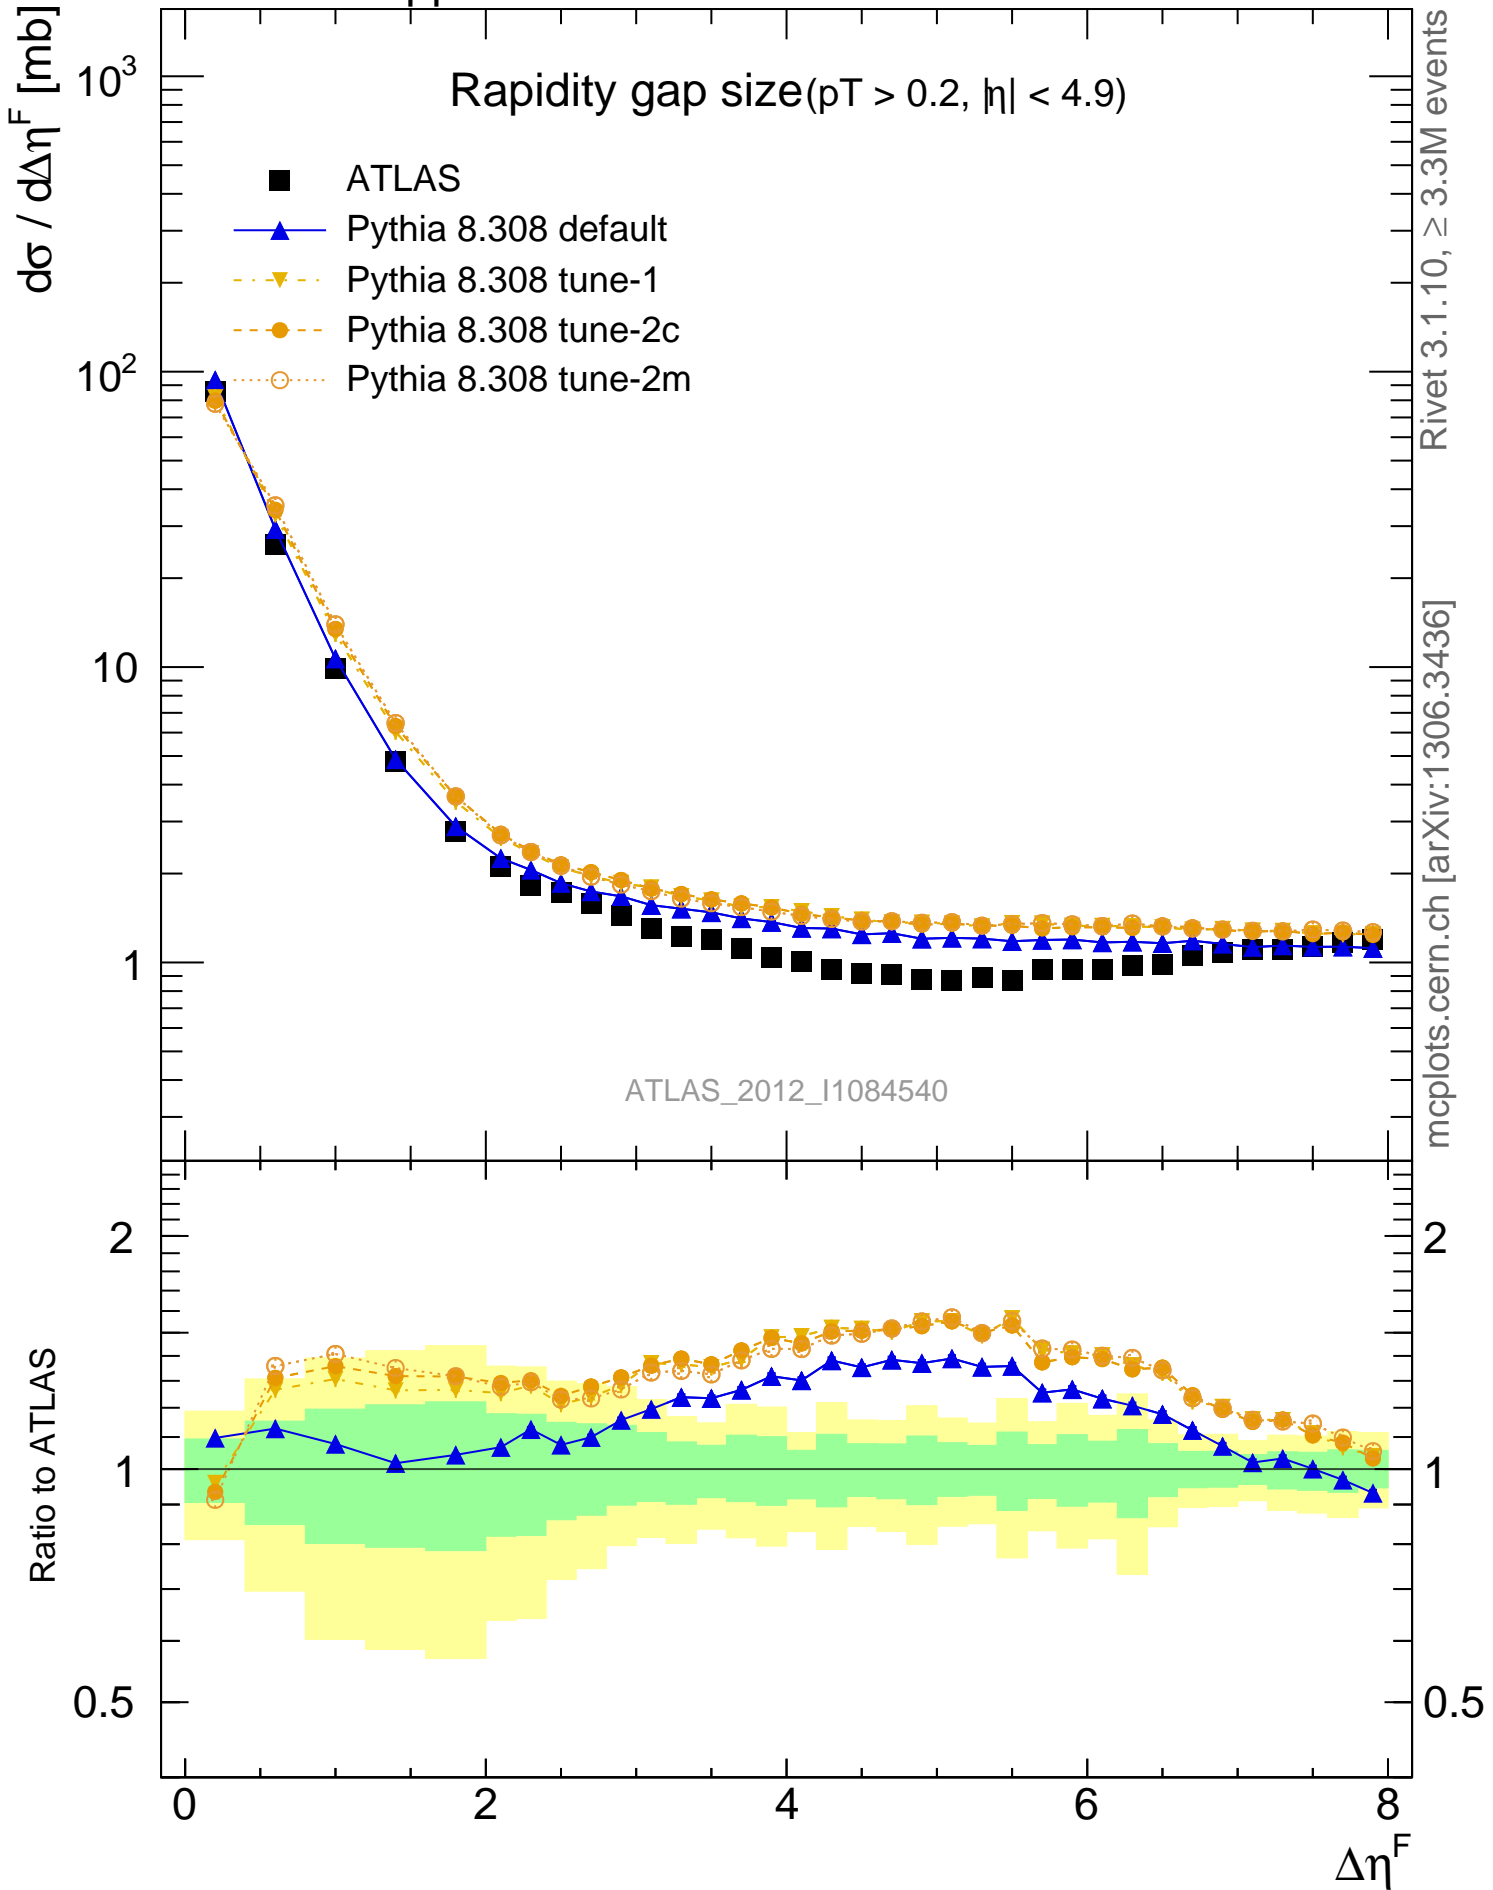 pp
Rapidity gap size(pT > 0.2, |η| < 4.9)
dσ / dΔη^F [mb]
10^3
10^2
10
1
ATLAS
Pythia 8.308 default
Pythia 8.308 tune-1
Pythia 8.308 tune-2c
Pythia 8.308 tune-2m
ATLAS_2012_I1084540
Rivet 3.1.10, ≥ 3.3M events
mcplots.cern.ch [arXiv:1306.3436]
Ratio to ATLAS
2
1
0.5
2
1
0.5
0 2 4 6 8
Δη^F